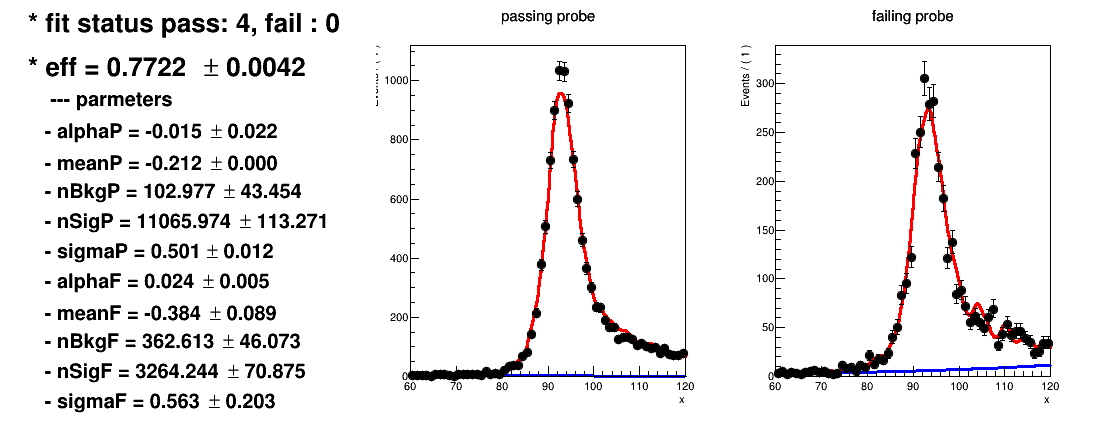 * fit status pass: 4, fail : 0
* eff = 0.7722 ± 0.0042
--- parmeters
- alphaP = -0.015 ± 0.022
- meanP = -0.212 ± 0.000
- nBkgP = 102.977 ± 43.454
- nSigP = 11065.974 ± 113.271
- sigmaP = 0.501 ± 0.012
- alphaF = 0.024 ± 0.005
- meanF = -0.384 ± 0.089
- nBkgF = 362.613 ± 46.073
- nSigF = 3264.244 ± 70.875
- sigmaF = 0.563 ± 0.203
passing probe
1000
800
600
400
200
0
60 70 80 90 100 110 120
x
failing probe
Events / ( 1 )
300
250
200
150
100
50
0
60 70 80 90 100 110 120
x